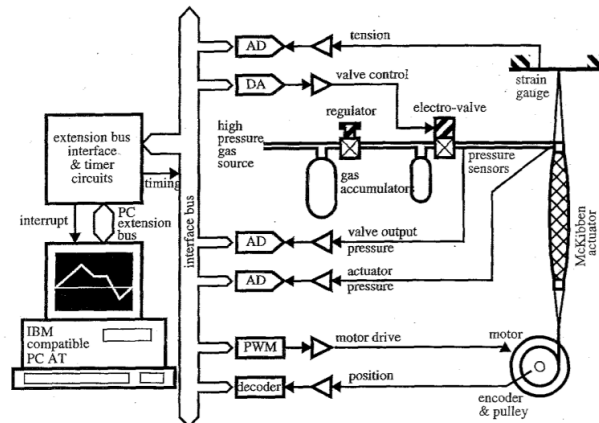 AD
tension
DA
valve control
strain
gauge
regulator
electro-valve
high
pressure
gas
source
extension bus
interface
& timer
circuits
timing
gas
accumulators
pressure
sensors
interrupt
PC
extension
bus
interface bus
AD
valve output
pressure
AD
actuator
pressure
McKibben
actuator
IBM
compatible
PC AT
PWM
motor drive
motor
decoder
position
encoder
& pulley